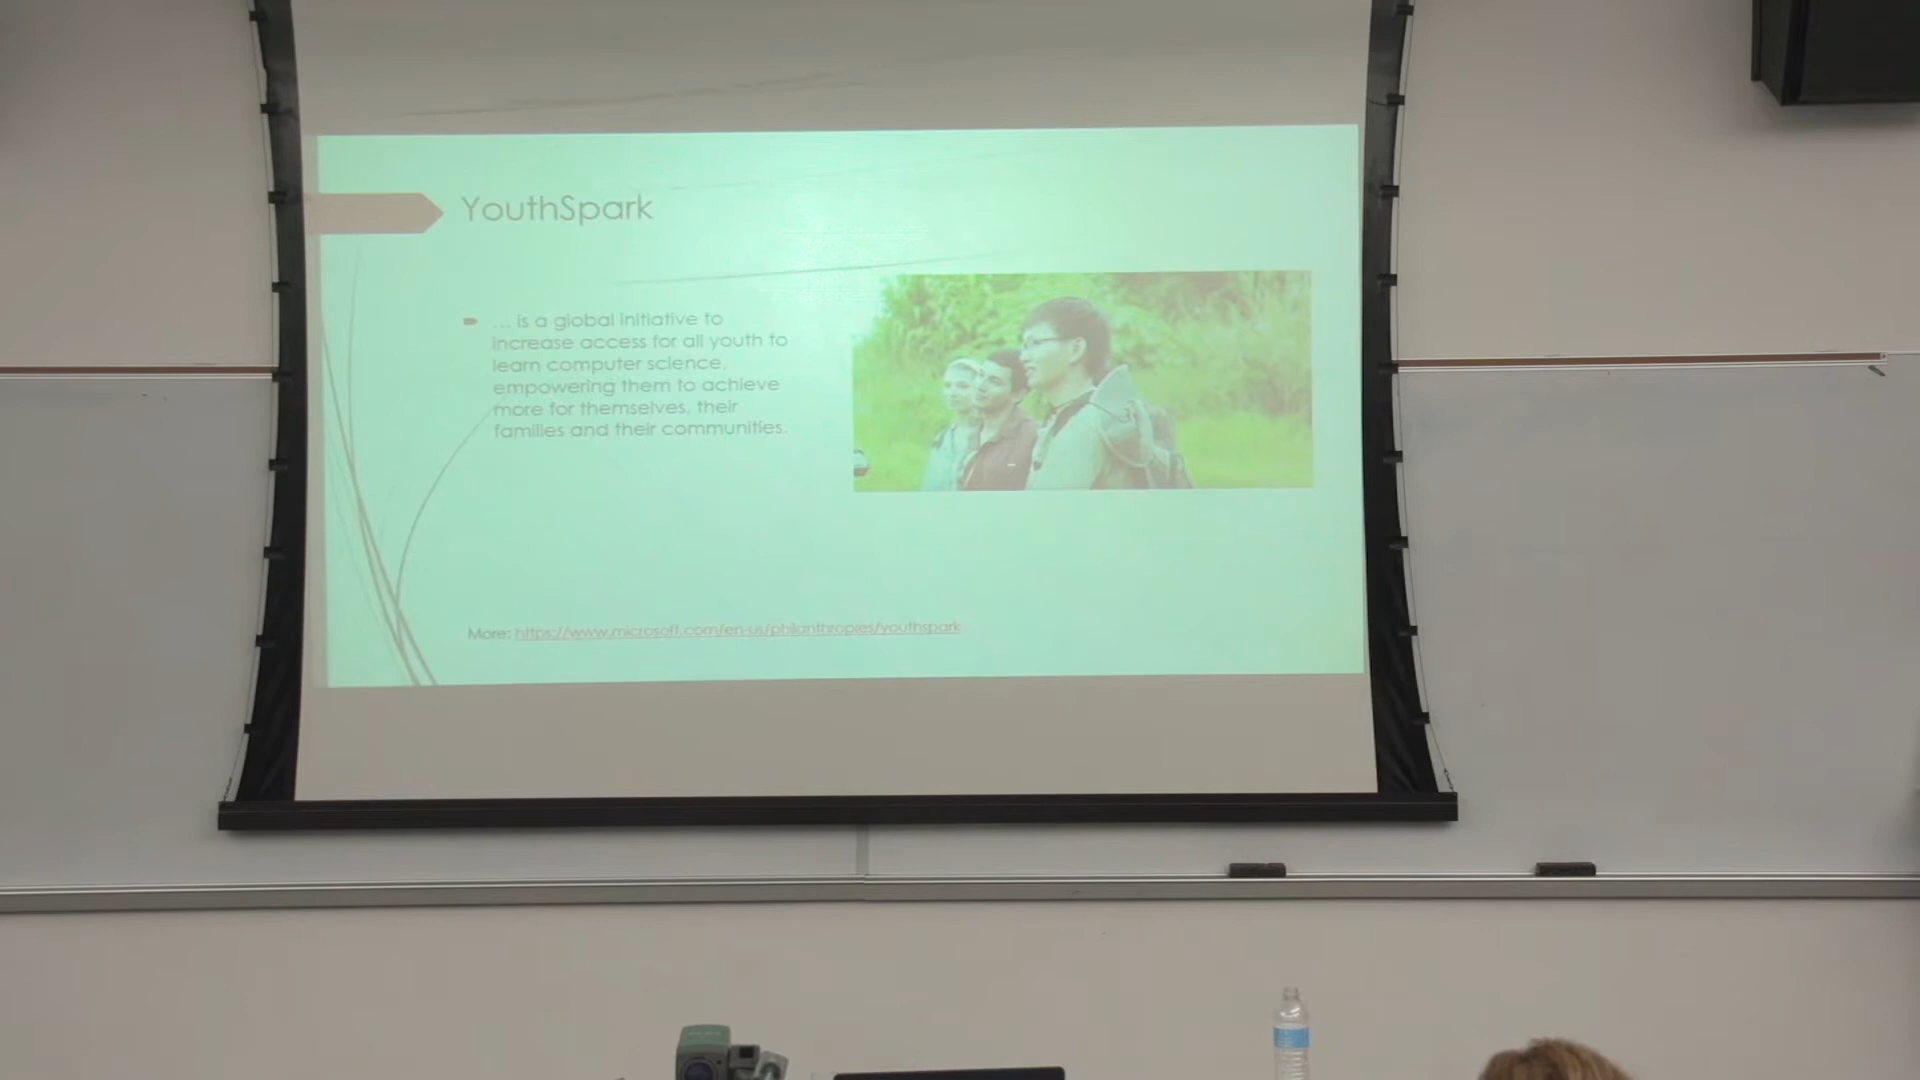 YouthSpark
... is a global initiative to
increase access for all youth to
learn computer science,
empowering them to achieve
more for themselves, their
families and their communities.
More: https://www.microsoft.com/en-us/philanthropies/youthspark